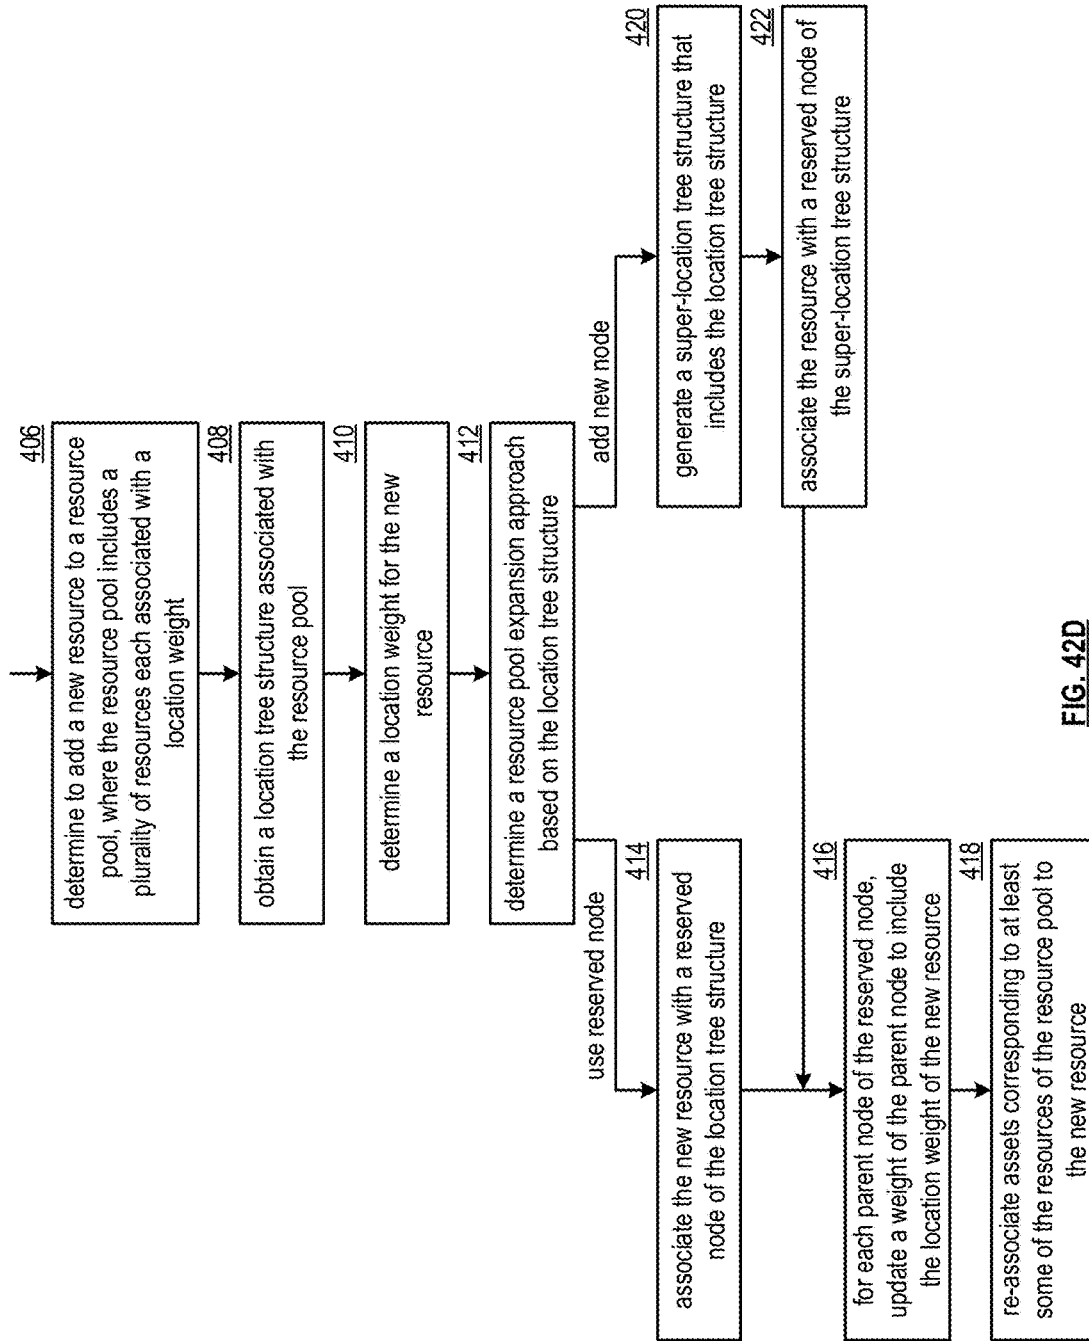 406
determine to add a new resource to a resource
pool, where the resource pool includes a
plurality of resources each associated with a
location weight
408
obtain a location tree structure associated with
the resource pool
410
determine a location weight for the new
resource
412
determine a resource pool expansion approach
based on the location tree structure
use reserved node
add new node
414
associate the new resource with a reserved
node of the location tree structure
420
generate a super-location tree structure that
includes the location tree structure
422
associate the resource with a reserved node of
the super-location tree structure
416
for each parent node of the reserved node,
update a weight of the parent node to include
the location weight of the new resource
418
re-associate assets corresponding to at least
some of the resources of the resource pool to
the new resource
FIG. 42D